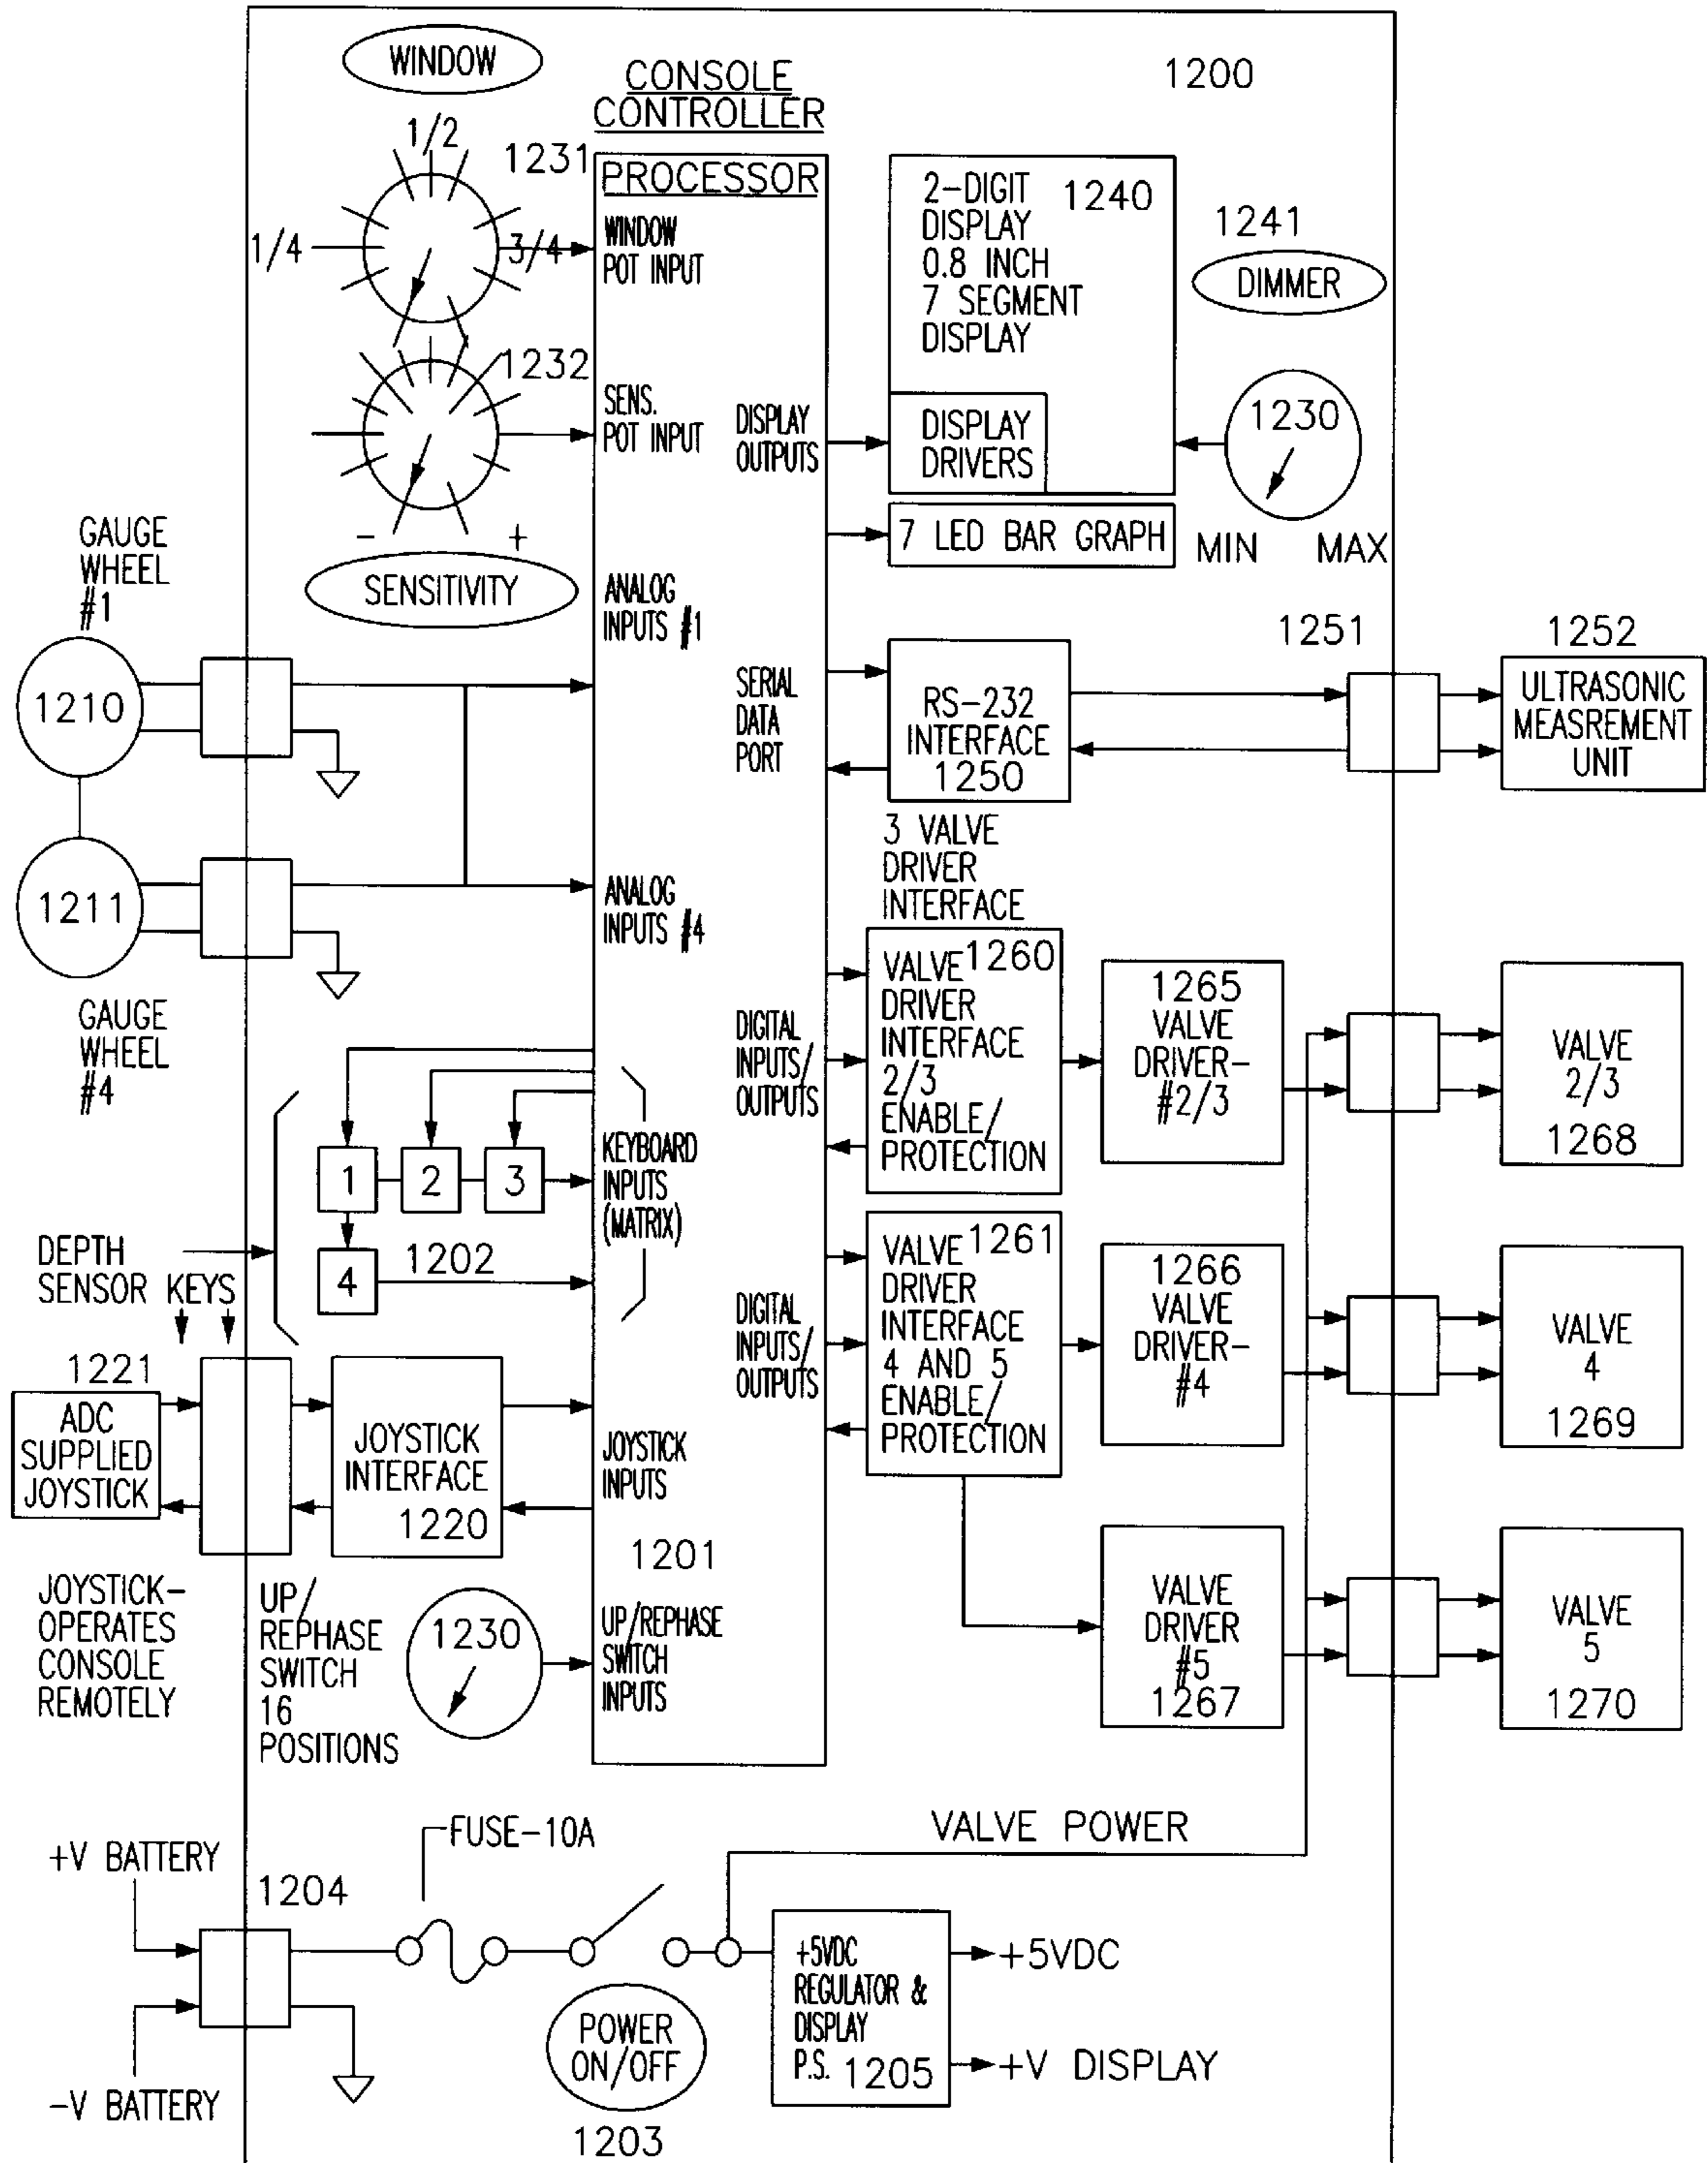 WINDOW
CONSOLE
CONTROLLER
1200
1/2
1231
1/4
3/4
PROCESSOR
WINDOW
POT INPUT
2-DIGIT
DISPLAY
0.8 INCH
7 SEGMENT
DISPLAY
1240
1241
DIMMER
1232
SENS.
POT INPUT
DISPLAY
OUTPUTS
DISPLAY
DRIVERS
1230
- +
SENSITIVITY
7 LED BAR GRAPH
MIN MAX
GAUGE
WHEEL
#1
ANALOG
INPUTS #1
1210
SERIAL
DATA
PORT
RS-232
INTERFACE
1250
1251
1252
ULTRASONIC
MEASREMENT
UNIT
1211
GAUGE
WHEEL
#4
ANALOG
INPUTS #4
3 VALVE
DRIVER
INTERFACE
DIGITAL
INPUTS/
OUTPUTS
VALVE 1260
DRIVER
INTERFACE
2/3
ENABLE/
PROTECTION
1265
VALVE
DRIVER-
#2/3
VALVE
2/3
1268
1
2
3
4
1202
KEYBOARD
INPUTS
(MATRIX)
DEPTH
SENSOR KEYS
DIGITAL
INPUTS/
OUTPUTS
VALVE 1261
DRIVER
INTERFACE
4 AND 5
ENABLE/
PROTECTION
1266
VALVE
DRIVER-
#4
VALVE
4
1269
1221
ADC
SUPPLIED
JOYSTICK
JOYSTICK
INTERFACE
1220
JOYSTICK
INPUTS
1201
JOYSTICK-
OPERATES
CONSOLE
REMOTELY
UP/
REPHASE
SWITCH
16
POSITIONS
1230
UP/REPHASE
SWITCH
INPUTS
VALVE
DRIVER
#5
1267
VALVE
5
1270
FUSE-10A
VALVE POWER
+V BATTERY
1204
-V BATTERY
POWER
ON/OFF
1203
+5VDC
REGULATOR &
DISPLAY
P.S. 1205
+5VDC
+V DISPLAY